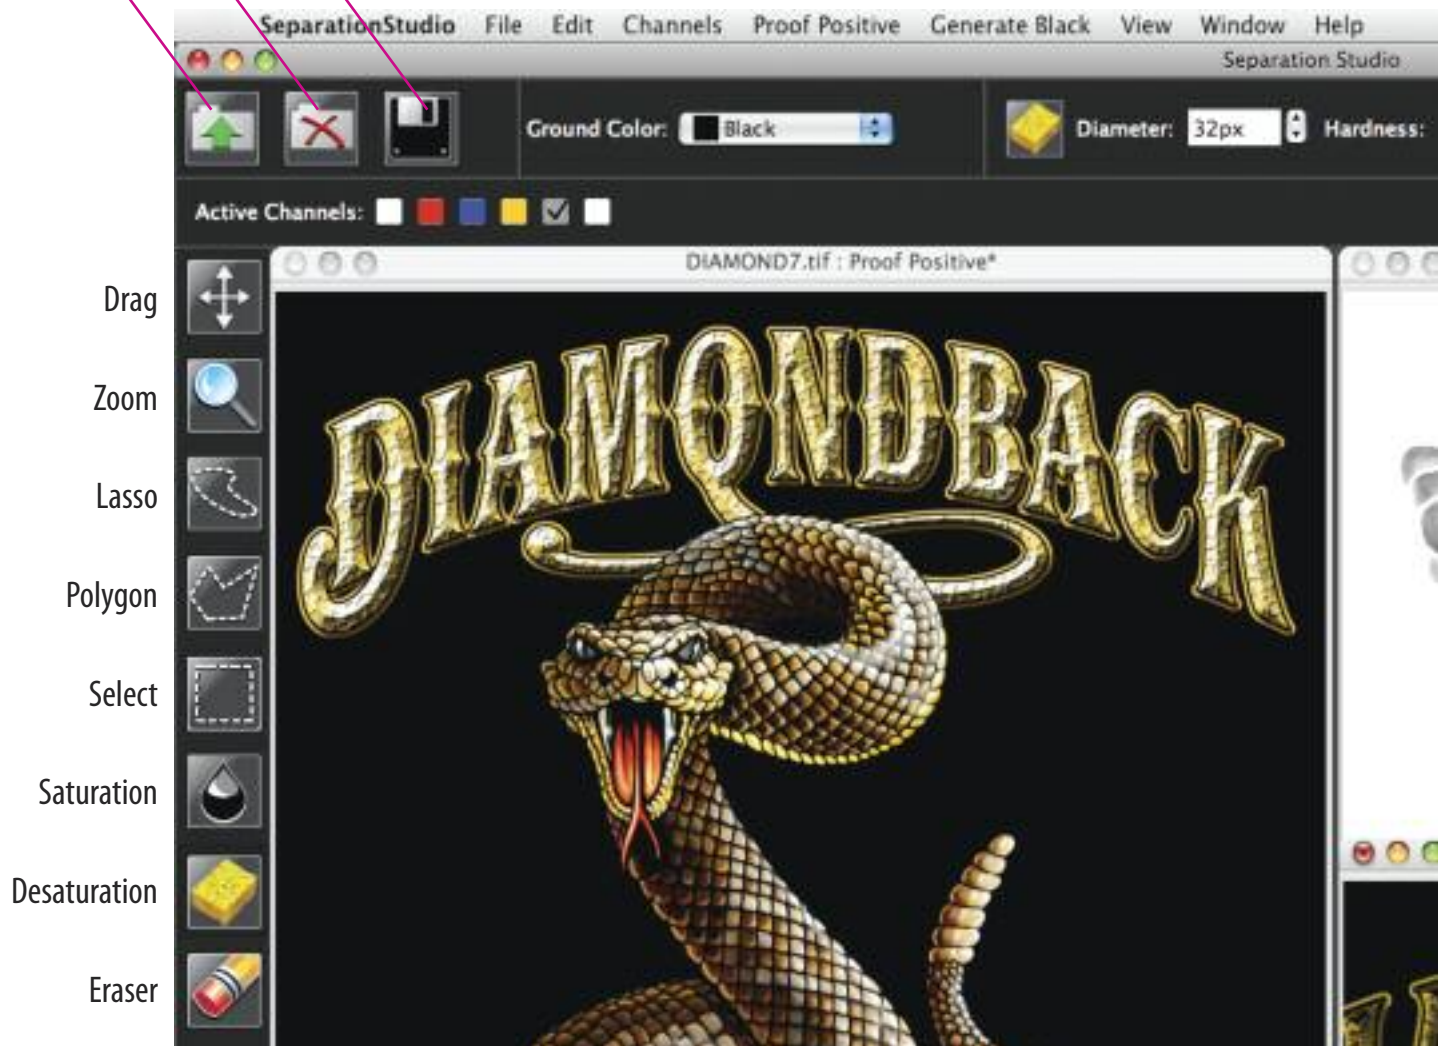 SeparationStudio File Edit Channels Proof Positive Generate Black View Window Help
Separation Studio
Ground Color: Black Diameter: 32px Hardness:
Active Channels:
DIAMOND7.tif : Proof Positive*
Drag
Zoom
Lasso
Polygon
Select
Saturation
Desaturation
Eraser
DIAMONDBACK